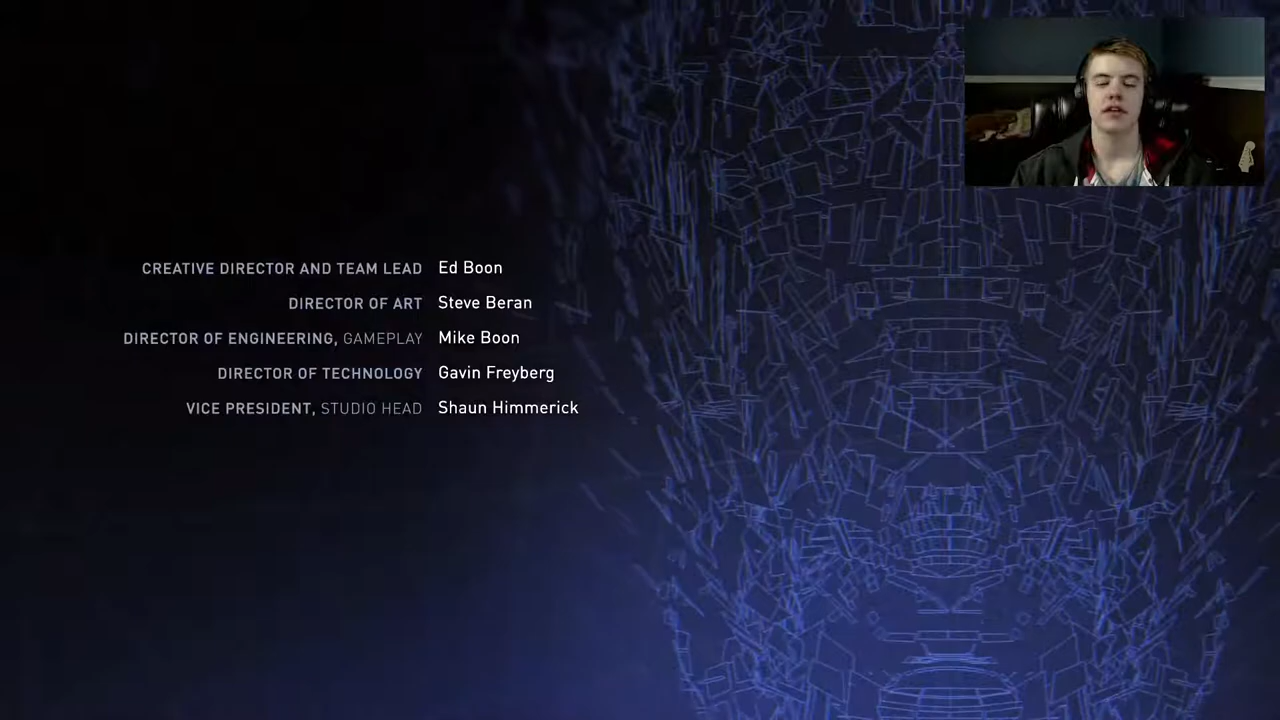 CREATIVE DIRECTOR AND TEAM LEAD Ed Boon
DIRECTOR OF ART Steve Beran
DIRECTOR OF ENGINEERING, GAMEPLAY Mike Boon
DIRECTOR OF TECHNOLOGY Gavin Freyberg
VICE PRESIDENT, STUDIO HEAD Shaun Himmerick